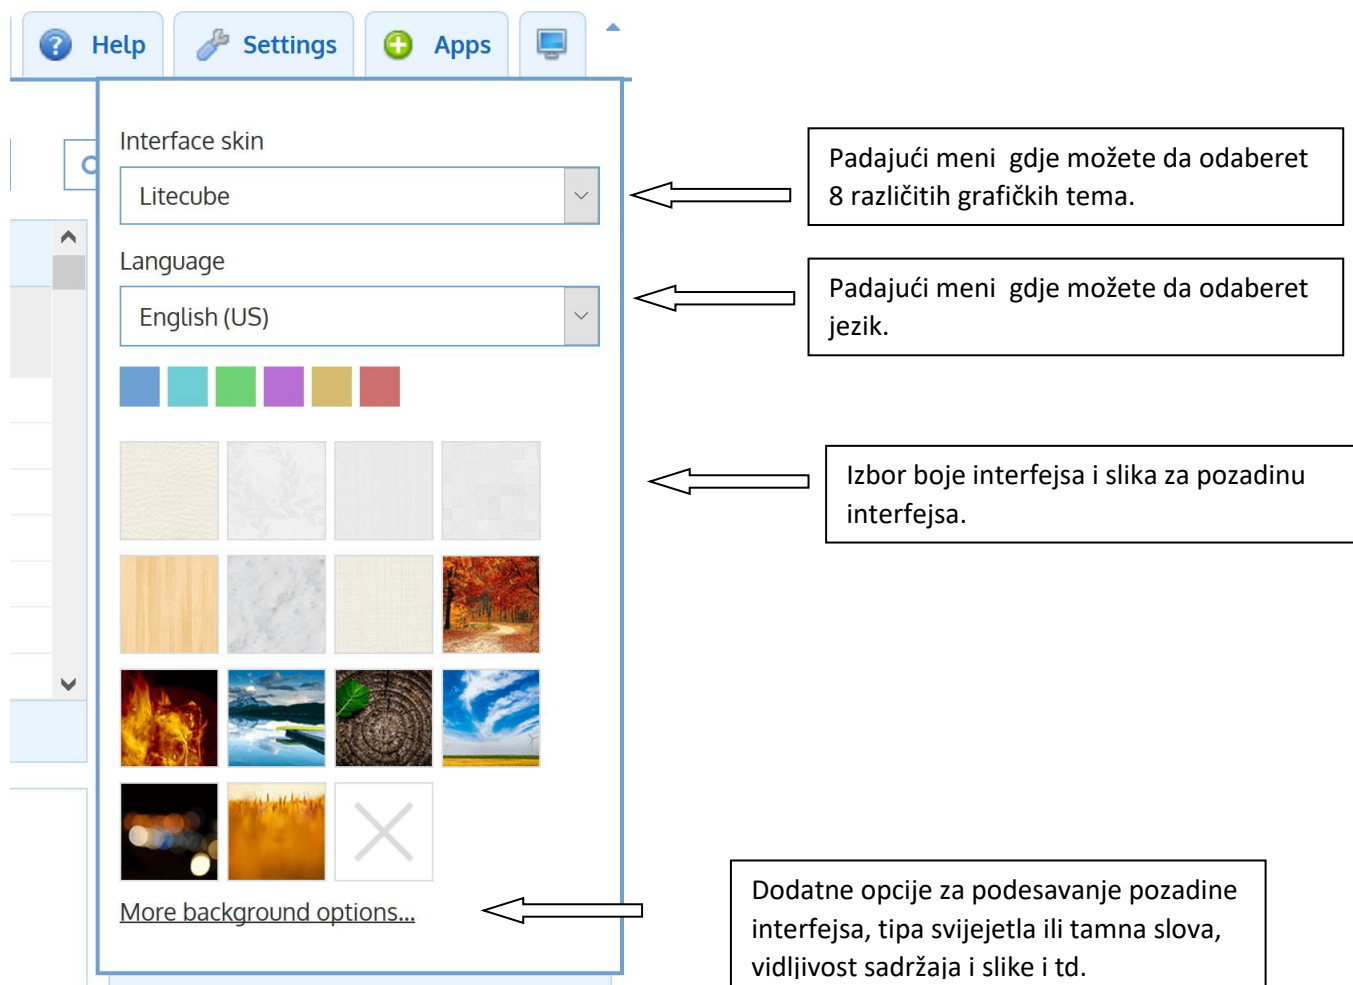 Help Settings Apps
Interface skin
Litecube
Padajući meni gdje možete da odaberet
8 različitih grafičkih tema.
Language
English (US)
Padajući meni gdje možete da odaberet
jezik.
Izbor boje interfejsa i slika za pozadinu
interfejsa.
More background options...
Dodatne opcije za podesavanje pozadine
interfejsa, tipa svijejetla ili tamna slova,
vidljivost sadržaja i slike i td.